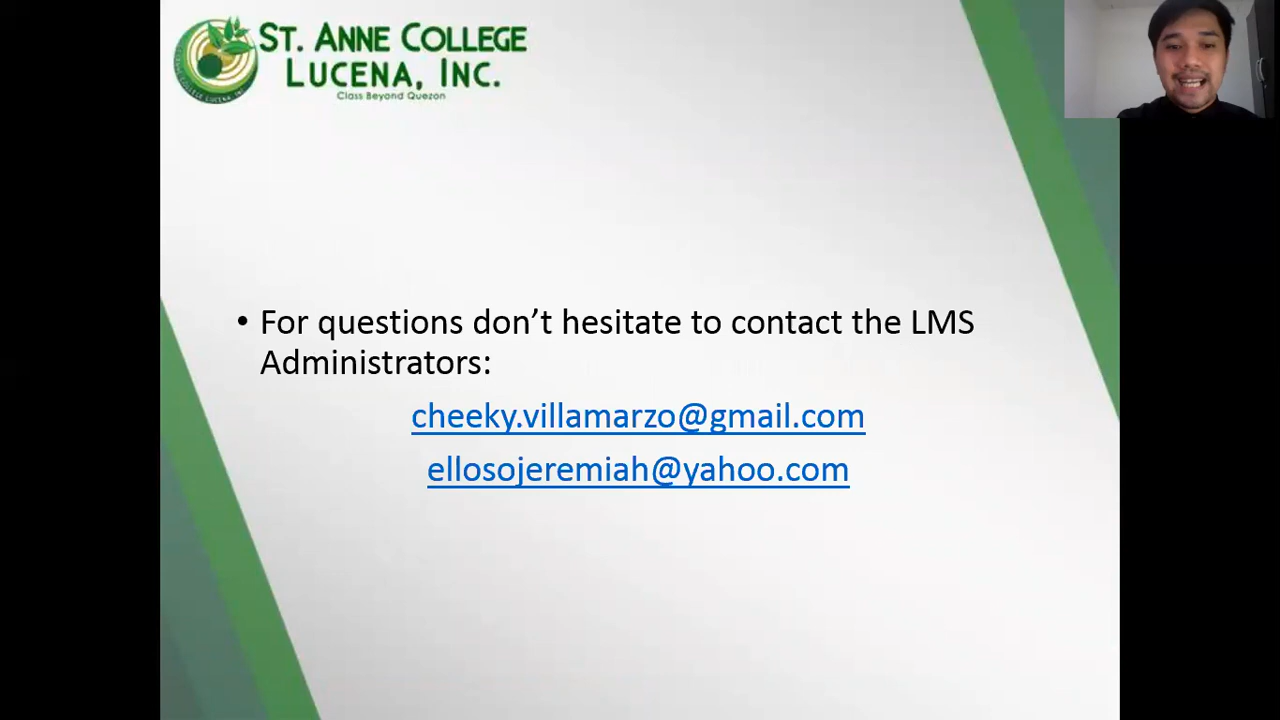 ST. ANNE COLLEGE
LUCENA, INC.
Class Beyond Quezon
• For questions don’t hesitate to contact the LMS
Administrators:
cheeky.villamarzo@gmail.com
ellosojeremiah@yahoo.com